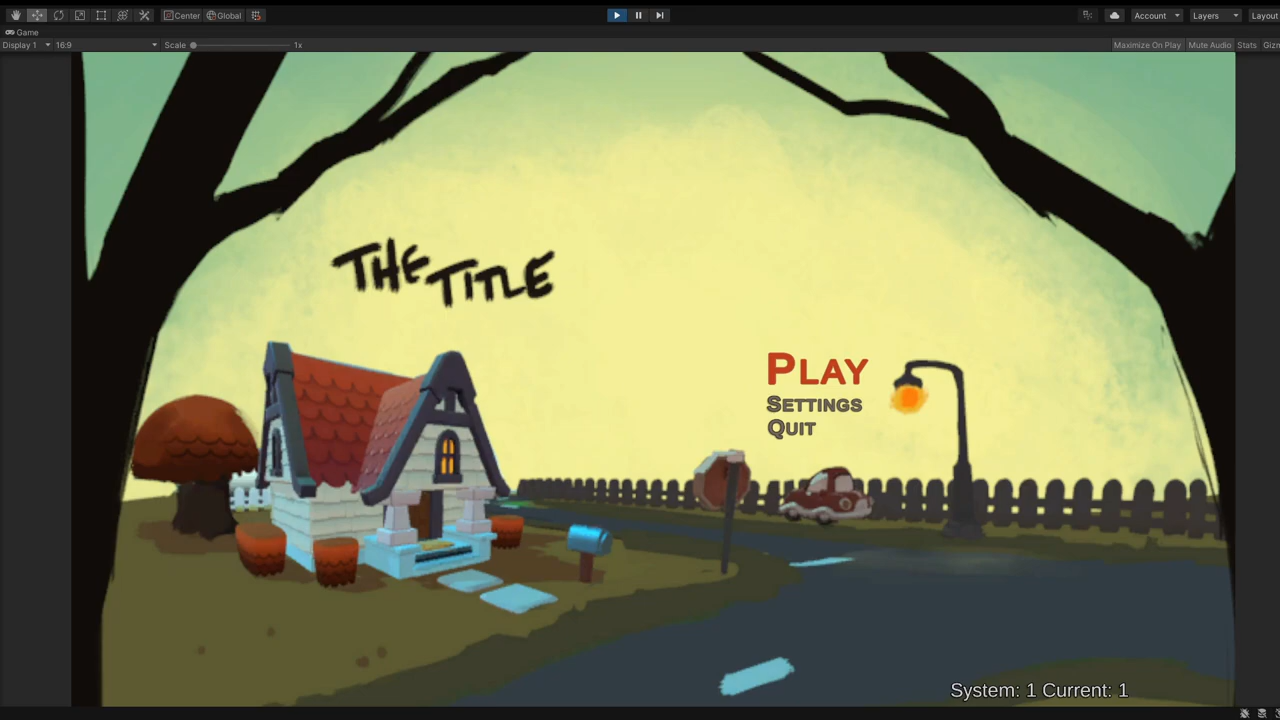 Center Global Account Layers Layout
Game
Display 1 16:9 Scale 1x Maximize On Play Mute Audio Stats
THE TITLE
PLAY
SETTINGS
QUIT
System: 1 Current: 1